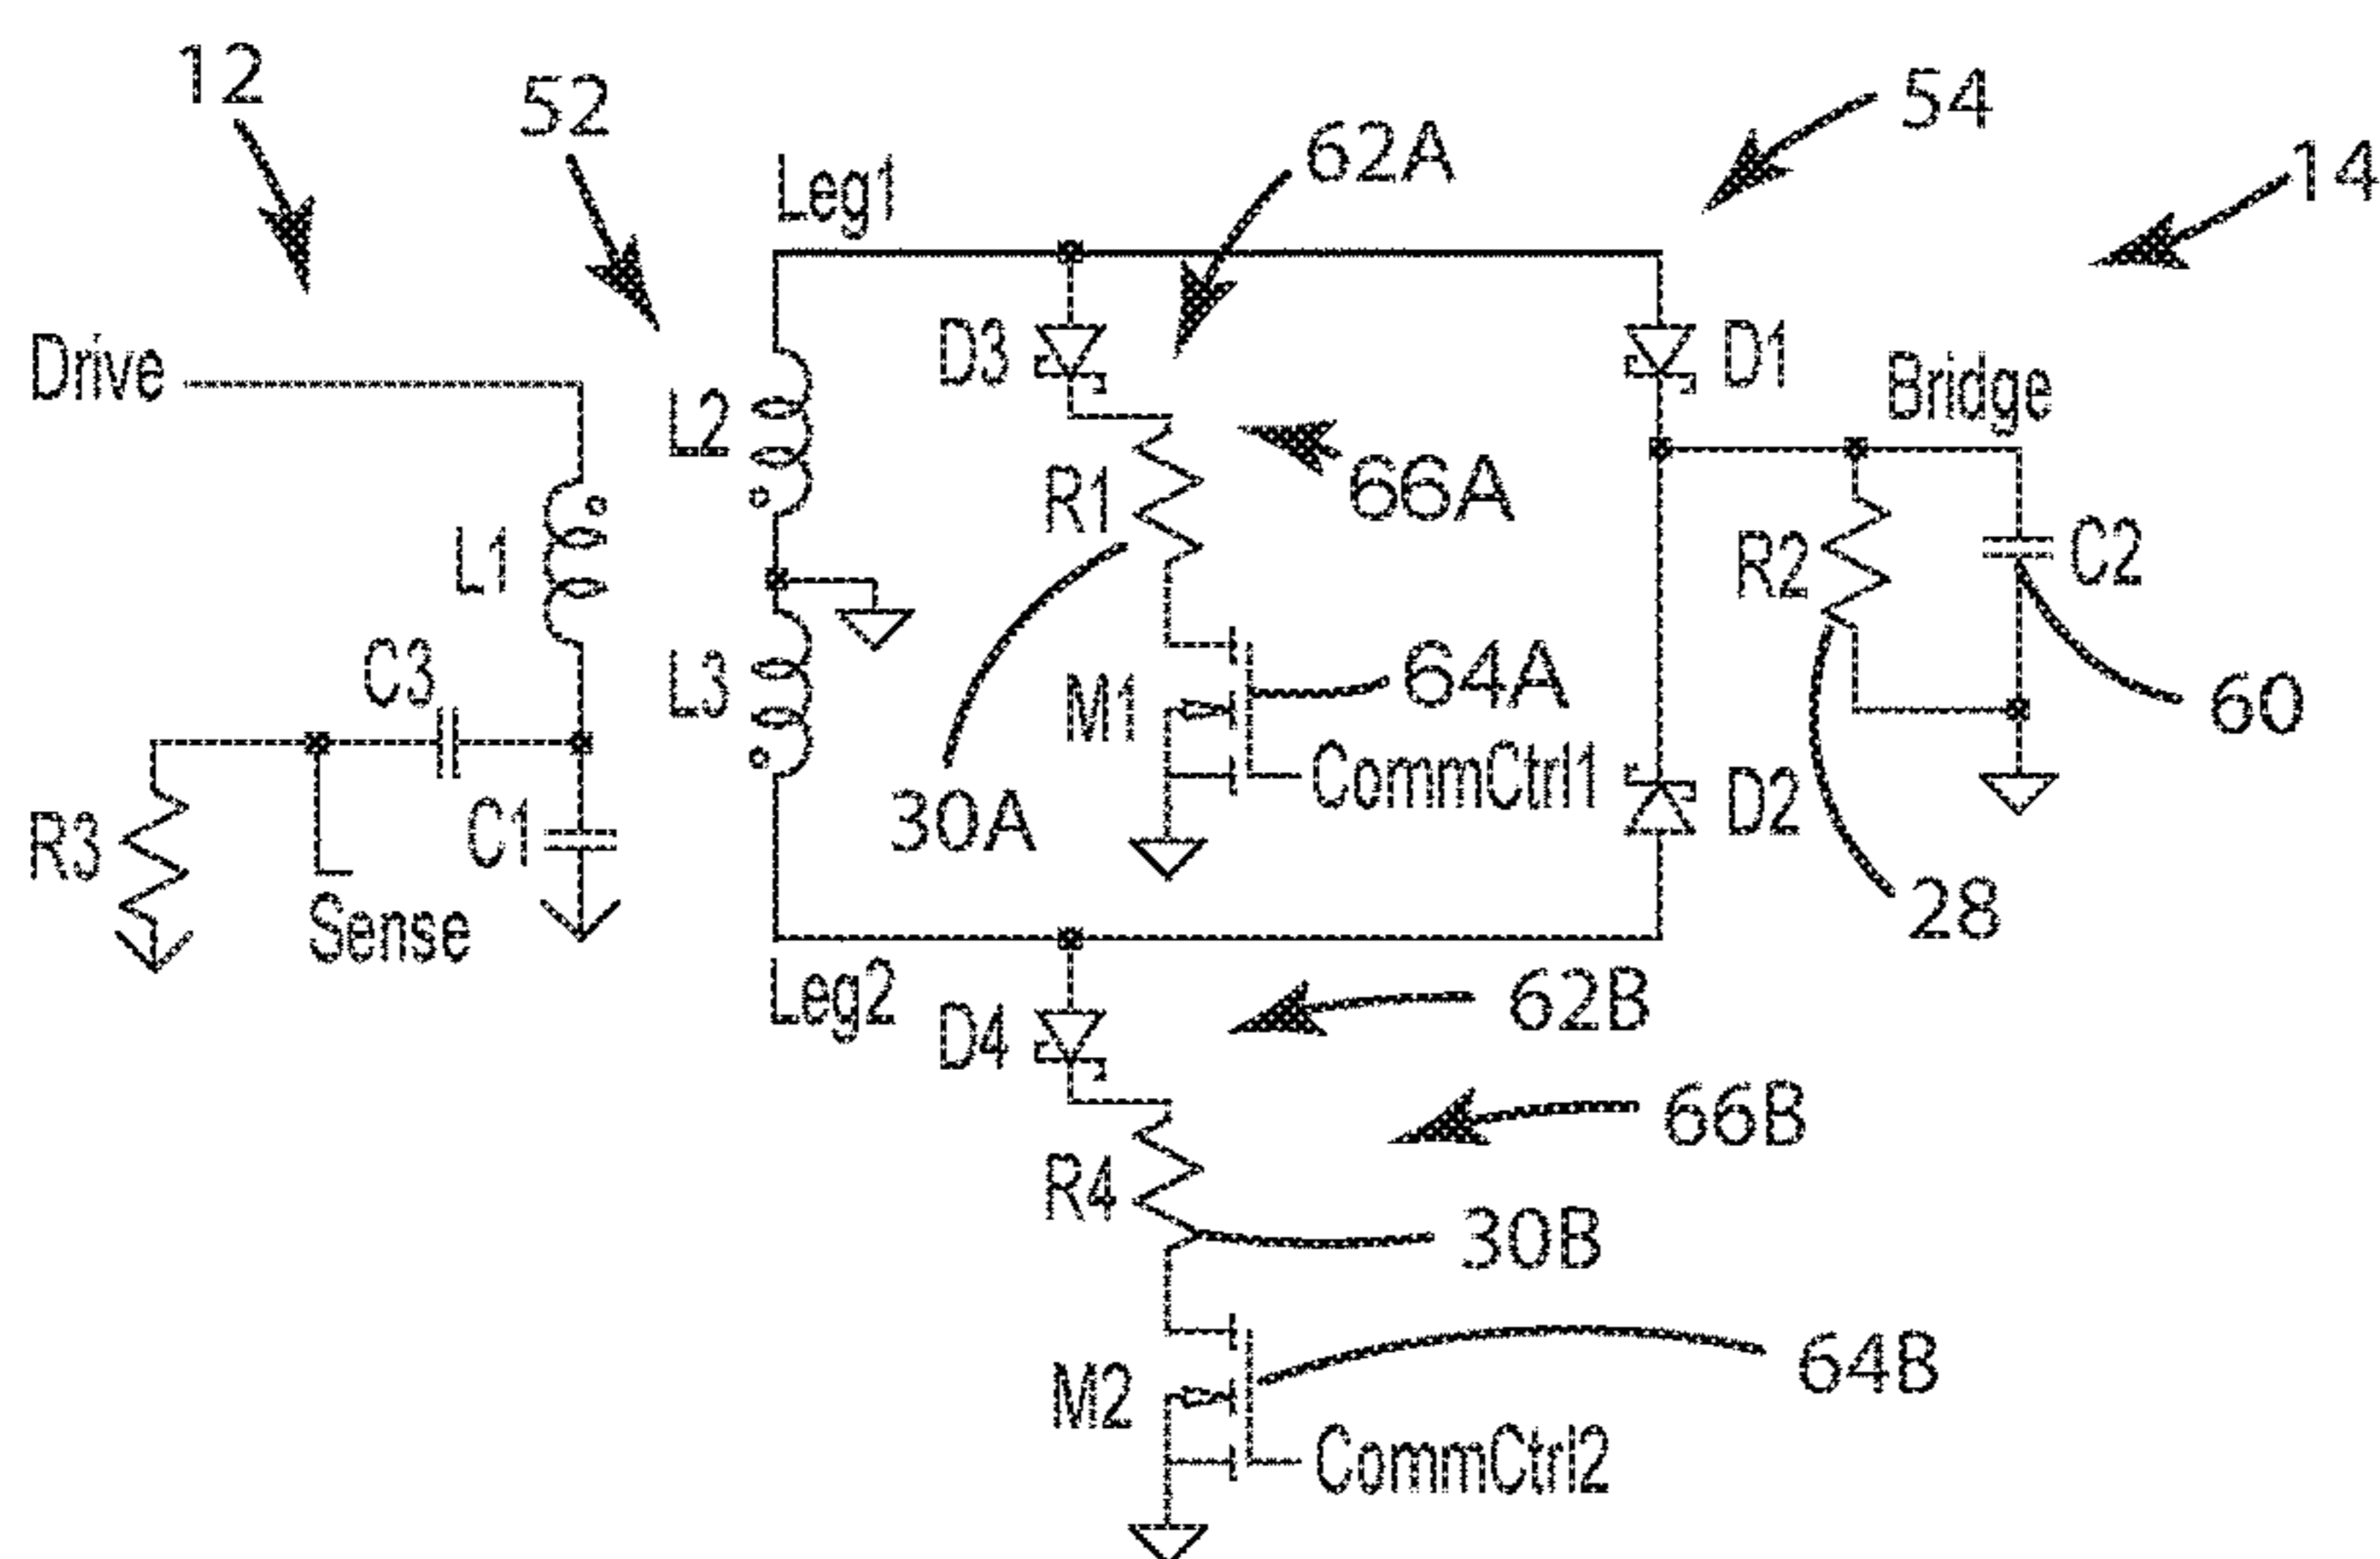 12
52
54
62A
14
Leg1
Drive
D3
D1
Bridge
L2
66A
R1
L1
R2
C2
C3
L3
M1
64A
60
CommCtrl1
30A
R3
C1
D2
28
Sense
Leg2
62B
D4
66B
R4
30B
M2
64B
CommCtrl2